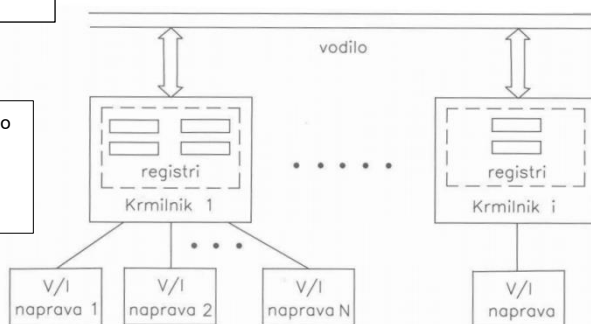 vodilo
o
registri
Krmilnik 1
registri
Krmilnik i
V/I
naprava 1
V/I
naprava 2
V/I
naprava N
V/I
naprava